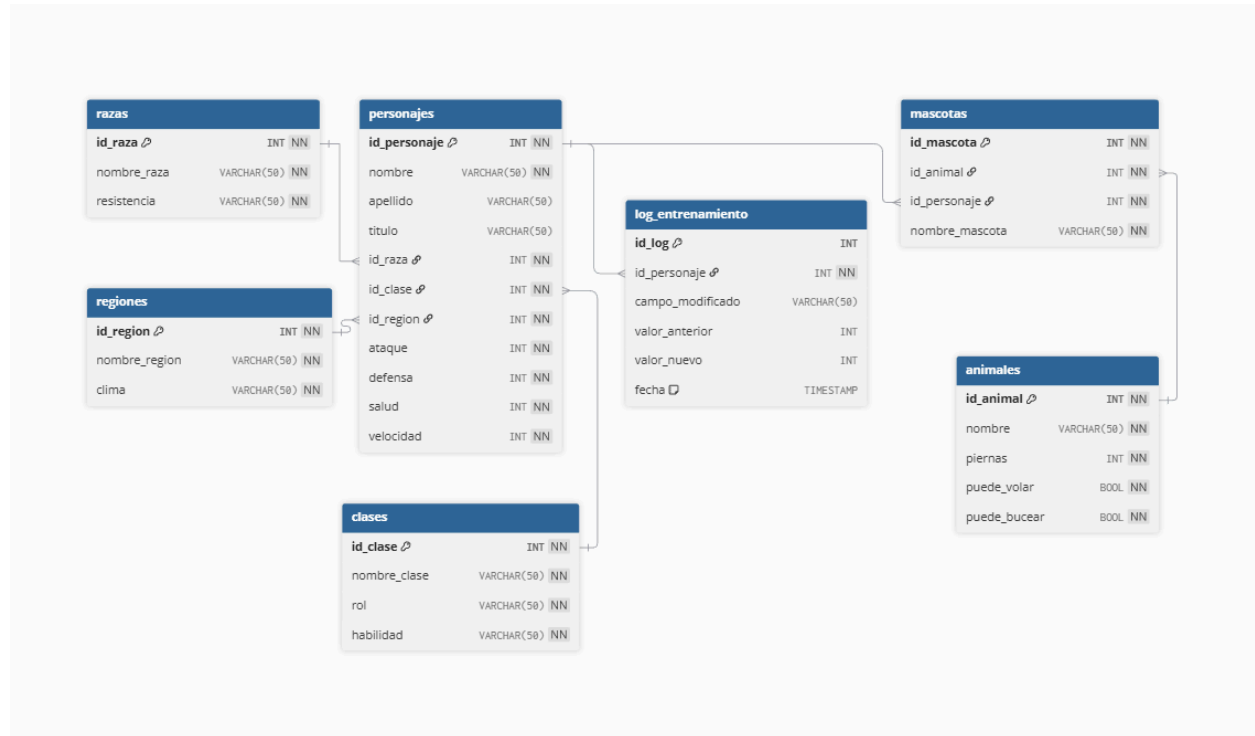 razas
id_raza INT NN
nombre_raza VARCHAR(50) NN
resistencia VARCHAR(50) NN
regiones
id_region INT NN
nombre_region VARCHAR(50) NN
clima VARCHAR(50) NN
personajes
id_personaje INT NN
nombre VARCHAR(50) NN
apellido VARCHAR(50)
titulo VARCHAR(50)
id_raza INT NN
id_clase INT NN
id_region INT NN
ataque INT NN
defensa INT NN
salud INT NN
velocidad INT NN
clases
id_clase INT NN
nombre_clase VARCHAR(50) NN
rol VARCHAR(50) NN
habilidad VARCHAR(50) NN
log_entrenamiento
id_log INT
id_personaje INT NN
campo_modificado VARCHAR(50)
valor_anterior INT
valor_nuevo INT
fecha TIMESTAMP
mascotas
id_mascota INT NN
id_animal INT NN
id_personaje INT NN
nombre_mascota VARCHAR(50) NN
animales
id_animal INT NN
nombre VARCHAR(50) NN
piernas INT NN
puede_volar BOOL NN
puede_bucear BOOL NN